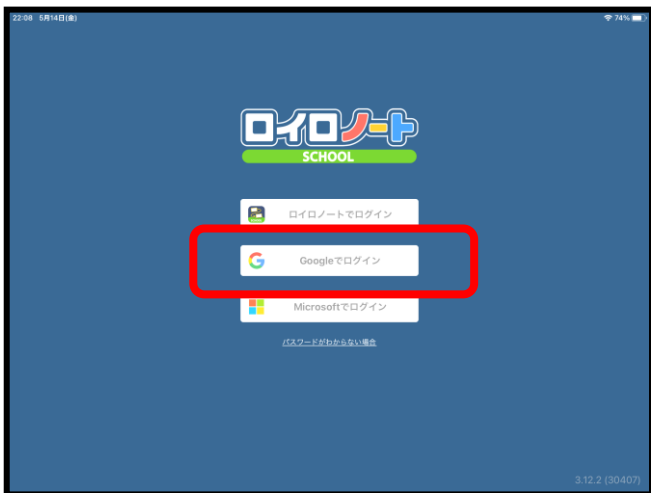 22:08 5月14日(金)
74%
ロイロノート
SCHOOL
ロイロノートでログイン
Googleでログイン
Microsoftでログイン
パスワードがわからない場合
3.12.2 (30407)